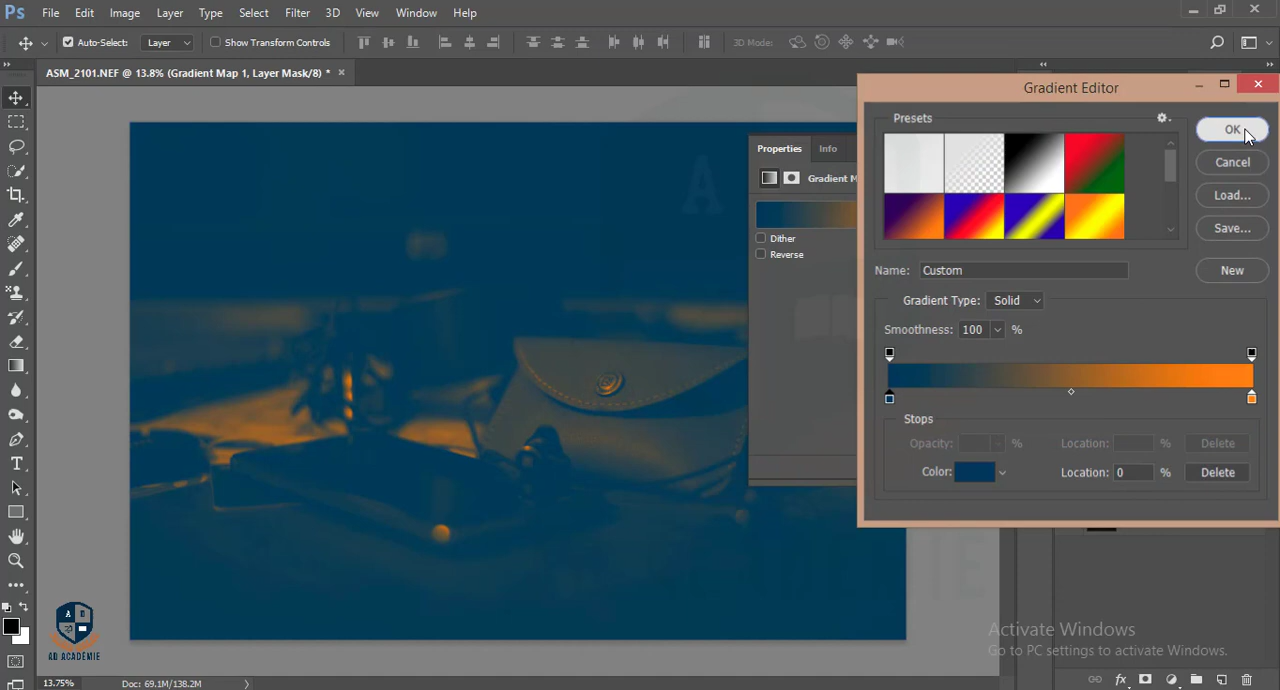 Ps File Edit Image Layer Type Select Filter 3D View Window Help
Auto-Select: Layer Show Transform Controls 3D Mode:
ASM_2101.NEF @ 13.8% (Gradient Map 1, Layer Mask/8) * ×
Gradient Editor
Presets
OK
Cancel
Load...
Save...
Name: Custom
New
Gradient Type: Solid
Smoothness: 100 %
Stops
Opacity: % Location: % Delete
Color: Location: 0 % Delete
Properties Info
Gradient M
Dither
Reverse
A
A D
AD ACADÉMIE
Activate Windows
Go to PC settings to activate Windows.
13.75% Doc: 69.1M/138.2M